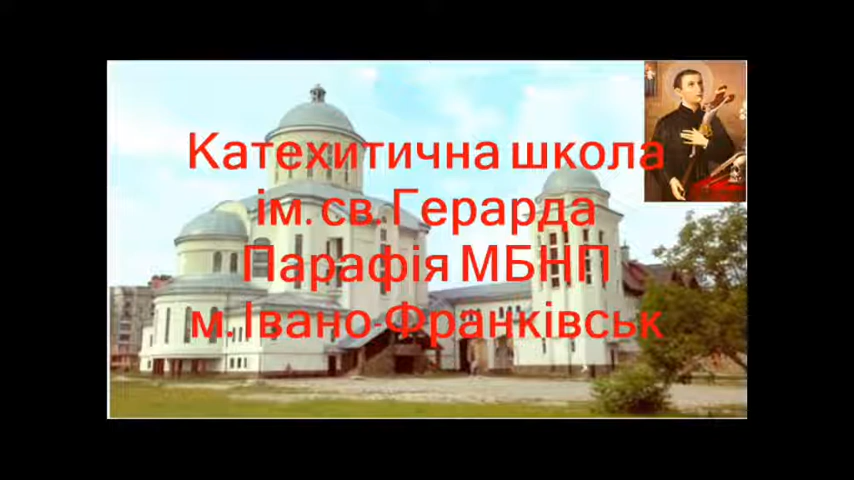 Катехитична школа
ім. св. Герарда
Парафія МБНП
м. Івано-Франківськ